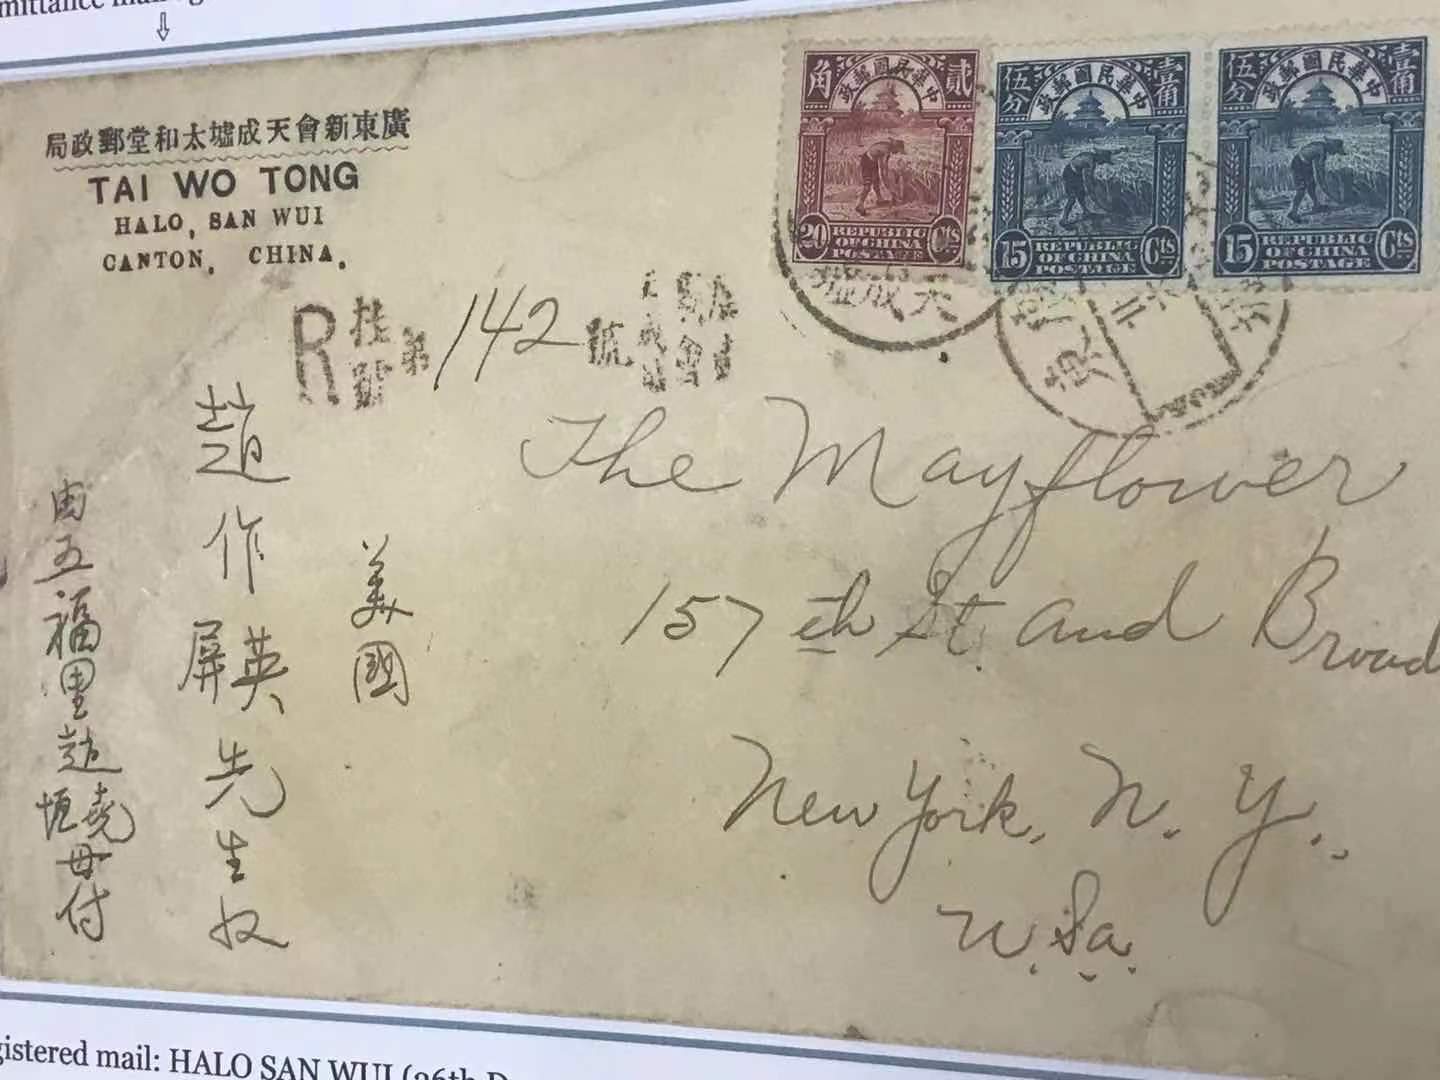 局政郵堂和太墟成天會新東廣
TAI WO TONG
HALO, SAN WUI
CANTON, CHINA.
角 貳
政郵國民華中
20 REPUBLIC OF CHINA POSTAGE Cts
伍分 壹角
政郵國民華中
15 REPUBLIC OF CHINA POSTAGE Cts
伍分 壹角
政郵國民華中
15 REPUBLIC OF CHINA POSTAGE Cts
墟成天
R 掛號 第 142 號
The Mayflower
157th St. and Broad
New York, N. Y.
U. Sa.
美國
趙作英屏先生收
由五福里趙堯恒母付
gistered mail: HALO SAN WUI (26th D